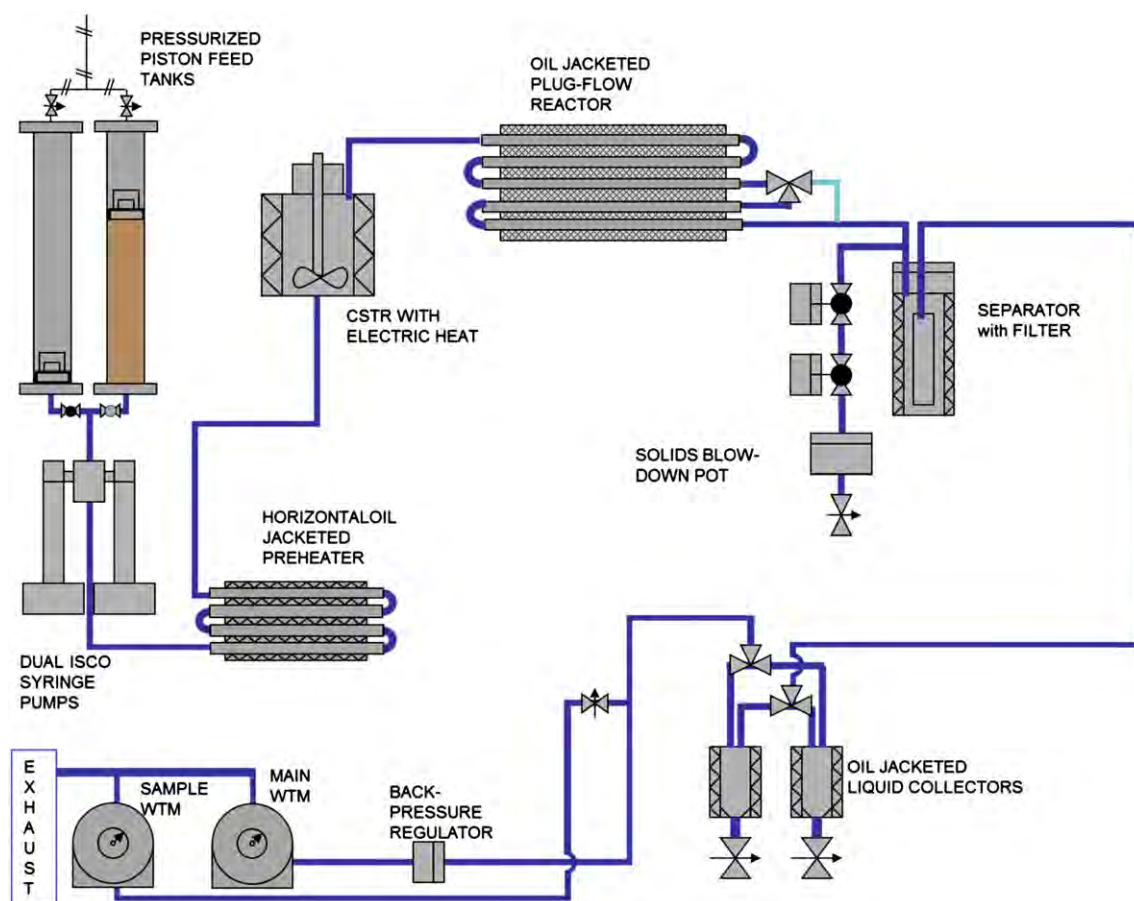 PRESSURIZED
PISTON FEED
TANKS
OIL JACKETED
PLUG-FLOW
REACTOR
CSTR WITH
ELECTRIC HEAT
SEPARATOR
with FILTER
SOLIDS BLOW-
DOWN POT
HORIZONTALOIL
JACKETED
PREHEATER
DUAL ISCO
SYRINGE
PUMPS
EXHAUST
SAMPLE
WTM
MAIN
WTM
BACK-
PRESSURE
REGULATOR
OIL JACKETED
LIQUID COLLECTORS